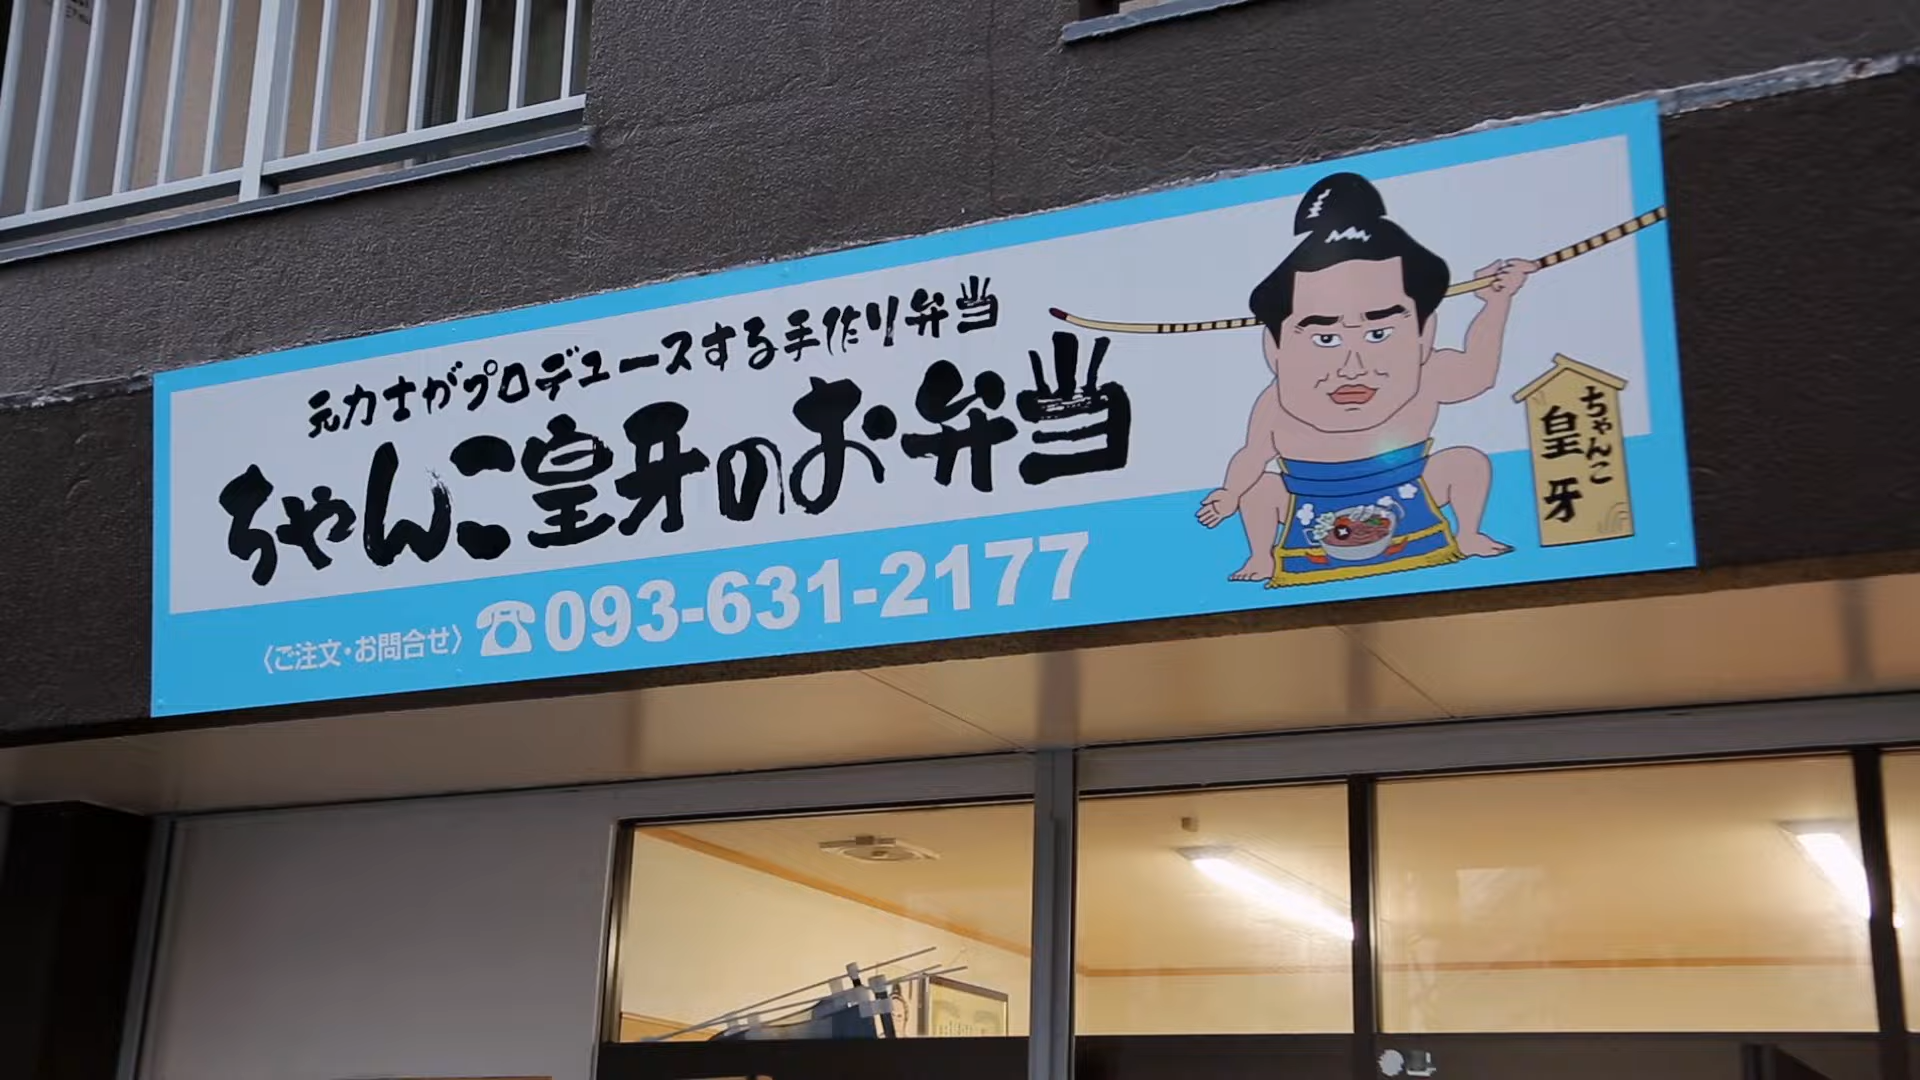 元力士がプロデュースする手作り弁当
ちゃんこ皇牙のお弁当
〈ご注文・お問合せ〉☎093-631-2177
ちゃんこ
皇牙